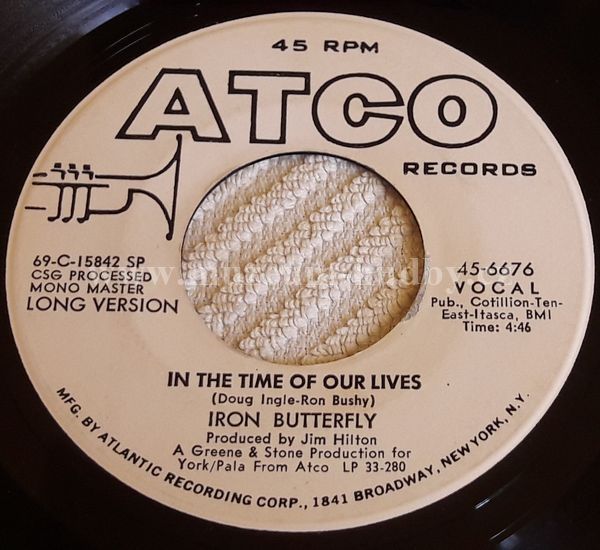 45 RPM
ATCO
RECORDS
69-C-15842 SP
CSG PROCESSED
MONO MASTER
LONG VERSION
45-6676
VOCAL
Pub., Cotillion-Ten-
East-Itasca, BMI
Time: 4:46
IN THE TIME OF OUR LIVES
(Doug Ingle-Ron Bushy)
IRON BUTTERFLY
Produced by Jim Hilton
A Greene & Stone Production for
York/Pala From Atco LP 33-280
MFG. BY ATLANTIC RECORDING CORP., 1841 BROADWAY, NEW YORK, N.Y.